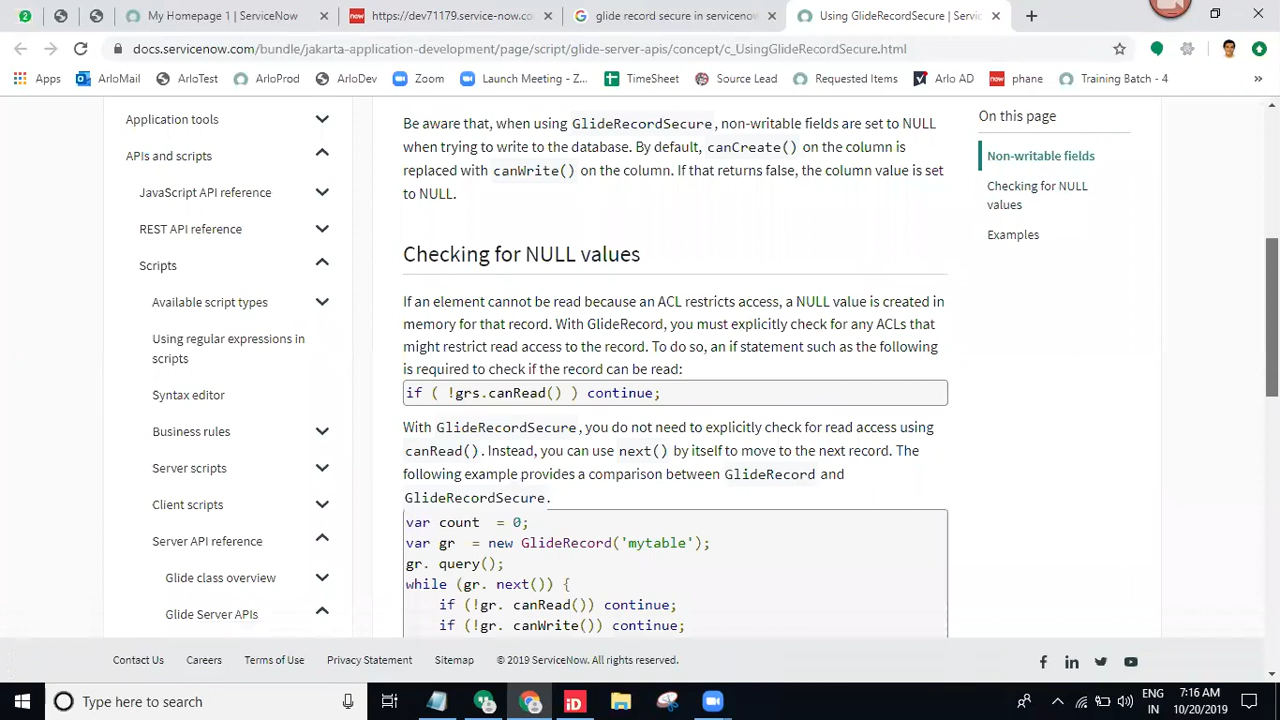 2
My Homepage 1 | ServiceNow
https://dev71179.service-now.co
glide record secure in servicenow
Using GlideRecordSecure | Servic
docs.servicenow.com/bundle/jakarta-application-development/page/script/glide-server-apis/concept/c_UsingGlideRecordSecure.html
Apps
ArloMail
ArloTest
ArloProd
ArloDev
Zoom
Launch Meeting - Z...
TimeSheet
Source Lead
Requested Items
Arlo AD
now phane
Training Batch - 4
»
Application tools
APIs and scripts
JavaScript API reference
REST API reference
Scripts
Available script types
Using regular expressions in
scripts
Syntax editor
Business rules
Server scripts
Client scripts
Server API reference
Glide class overview
Glide Server APIs
Be aware that, when using GlideRecordSecure, non-writable fields are set to NULL
when trying to write to the database. By default, canCreate() on the column is
replaced with canWrite() on the column. If that returns false, the column value is set
to NULL.
Checking for NULL values
If an element cannot be read because an ACL restricts access, a NULL value is created in
memory for that record. With GlideRecord, you must explicitly check for any ACLs that
might restrict read access to the record. To do so, an if statement such as the following
is required to check if the record can be read:
if ( !grs.canRead() ) continue;
With GlideRecordSecure, you do not need to explicitly check for read access using
canRead(). Instead, you can use next() by itself to move to the next record. The
following example provides a comparison between GlideRecord and
GlideRecordSecure.
var count  = 0;
var gr  = new GlideRecord('mytable');
gr. query();
while (gr. next()) {
    if (!gr. canRead()) continue;
    if (!gr. canWrite()) continue;
On this page
Non-writable fields
Checking for NULL
values
Examples
Contact Us
Careers
Terms of Use
Privacy Statement
Sitemap
© 2019 ServiceNow. All rights reserved.
Type here to search
ENG
IN
7:16 AM
10/20/2019